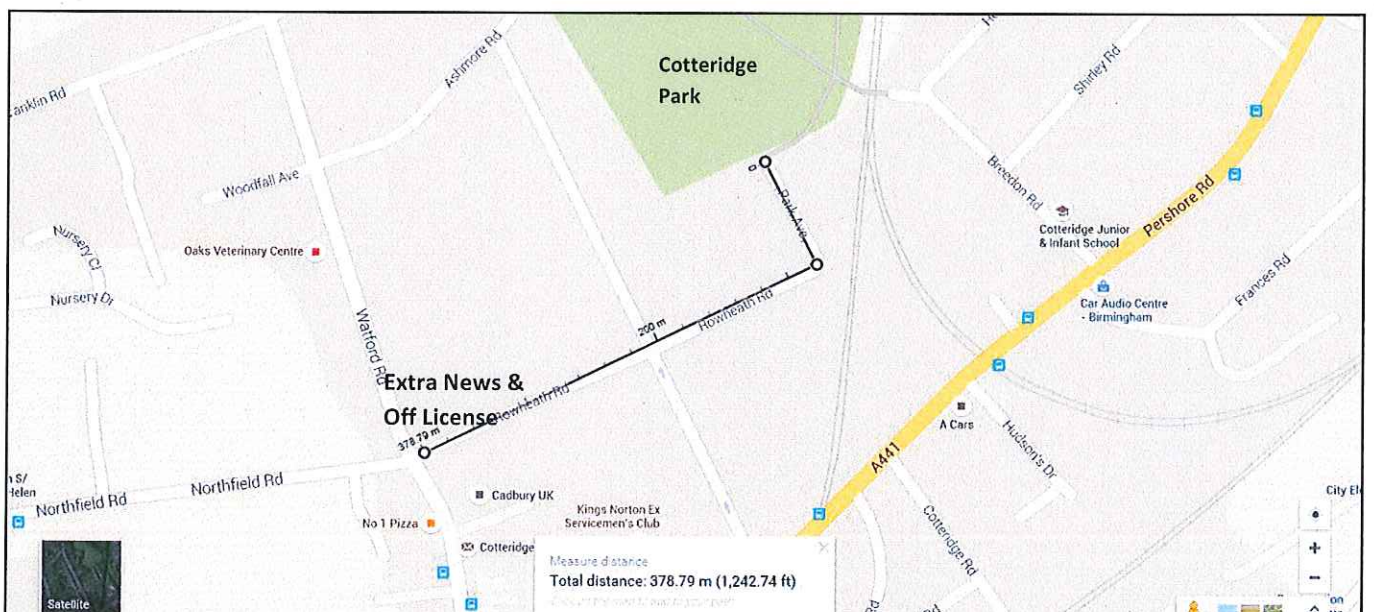 Cotteridge
Park
Ashmore Rd
Shirley Rd
Woodfall Ave
Breedon Rd
Park Ave
Pershore Rd
Cotteridge Junior
& Infant School
Nursery Cl
Oaks Veterinary Centre
Nursery Dr
Frances Rd
Car Audio Centre
- Birmingham
Rowheath Rd
200 m
Watford Rd
Extra News &
Off License
Rowheath Rd
378.79 m
A Cars
Hudson's Dr
A441
Northfield Rd
Northfield Rd
Cadbury UK
Kings Norton Ex
Servicemen's Club
No 1 Pizza
Cotteridge
Cotteridge Rd
Measure distance
Total distance: 378.79 m (1,242.74 ft)
Satellite
Rd